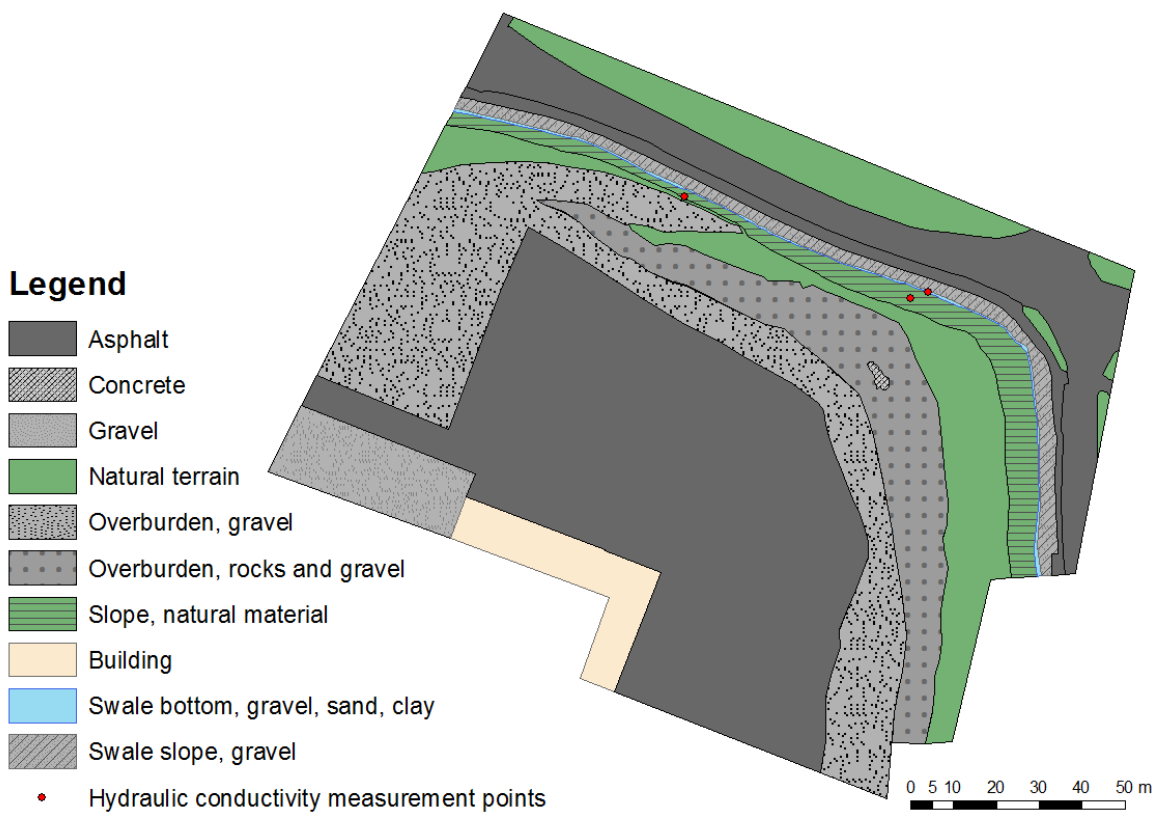 Legend
Asphalt
Concrete
Gravel
Natural terrain
Overburden, gravel
Overburden, rocks and gravel
Slope, natural material
Building
Swale bottom, gravel, sand, clay
Swale slope, gravel
Hydraulic conductivity measurement points
0 5 10 20 30 40 50 m